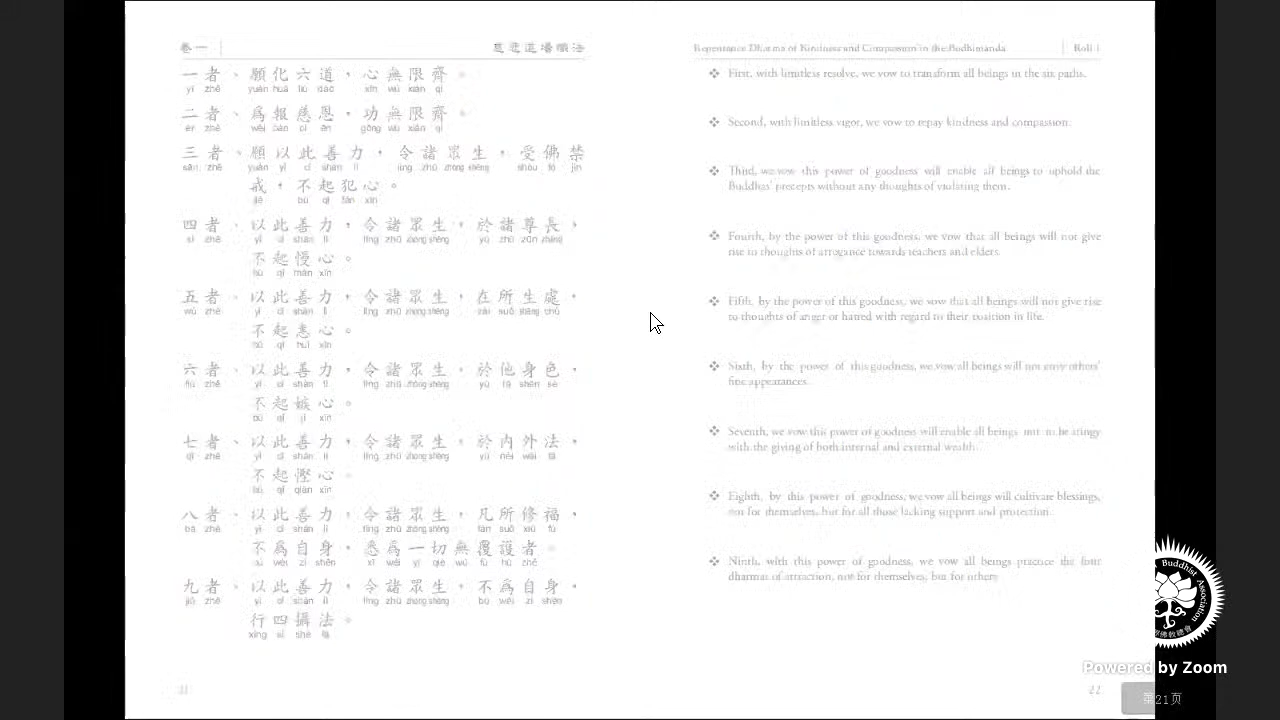 卷一
慈悲道場懺法
一者、願化六道，心無限齊。
yī zhě yuàn huà liù dào xīn wú xiàn qí
二者、為報慈恩，功無限齊。
èr zhě wèi bào cí ēn gōng wú xiàn qí
三者、願以此善力，令諸眾生，受佛禁
sān zhě yuàn yǐ cǐ shàn lì lìng zhū zhòng shēng shòu fó jìn
戒，不起犯心。
jiè bù qǐ fàn xīn
四者、以此善力，令諸眾生，於諸尊長，
sì zhě yǐ cǐ shàn lì lìng zhū zhòng shēng yú zhū zūn zhǎng
不起慢心。
bù qǐ màn xīn
五者、以此善力，令諸眾生，在所生處，
wǔ zhě yǐ cǐ shàn lì lìng zhū zhòng shēng zài suǒ shēng chù
不起恚心。
bù qǐ huì xīn
六者、以此善力，令諸眾生，於他身色，
liù zhě yǐ cǐ shàn lì lìng zhū zhòng shēng yú tā shēn sè
不起嫉心。
bù qǐ jí xīn
七者、以此善力，令諸眾生，於內外法，
qī zhě yǐ cǐ shàn lì lìng zhū zhòng shēng yú nèi wài fǎ
不起慳心。
bù qǐ qiān xīn
八者、以此善力，令諸眾生，凡所修福，
bā zhě yǐ cǐ shàn lì lìng zhū zhòng shēng fán suǒ xiū fú
不為自身，悉為一切無覆護者。
bú wèi zì shēn xī wèi yí qiè wú fù hù zhě
九者、以此善力，令諸眾生，不為自身，
jiǔ zhě yǐ cǐ shàn lì lìng zhū zhòng shēng bú wèi zì shēn
行四攝法。
xíng sì shè fǎ
Repentance Dharma of Kindness and Compassion in the Bodhimanda
Roll 1
❖ First, with limitless resolve, we vow to transform all beings in the six paths.
❖ Second, with limitless vigor, we vow to repay kindness and compassion.
❖ Third, we vow this power of goodness will enable all beings to uphold the
Buddhas' precepts without any thoughts of violating them.
❖ Fourth, by the power of this goodness, we vow that all beings will not give
rise to thoughts of arrogance towards teachers and elders.
❖ Fifth, by the power of this goodness, we vow that all beings will not give rise
to thoughts of anger or hatred with regard to their position in life.
❖ Sixth, by the power of this goodness, we vow all beings will not envy others'
fine appearances.
❖ Seventh, we vow this power of goodness will enable all beings not to be stingy
with the giving of both internal and external wealth.
❖ Eighth, by this power of goodness, we vow all beings will cultivate blessings,
not for themselves, but for all those lacking support and protection.
❖ Ninth, with this power of goodness, we vow all beings practice the four
dharmas of attraction, not for themselves, but for others.
22
Buddhist
Association
佛教總會
Powered by Zoom
第21页